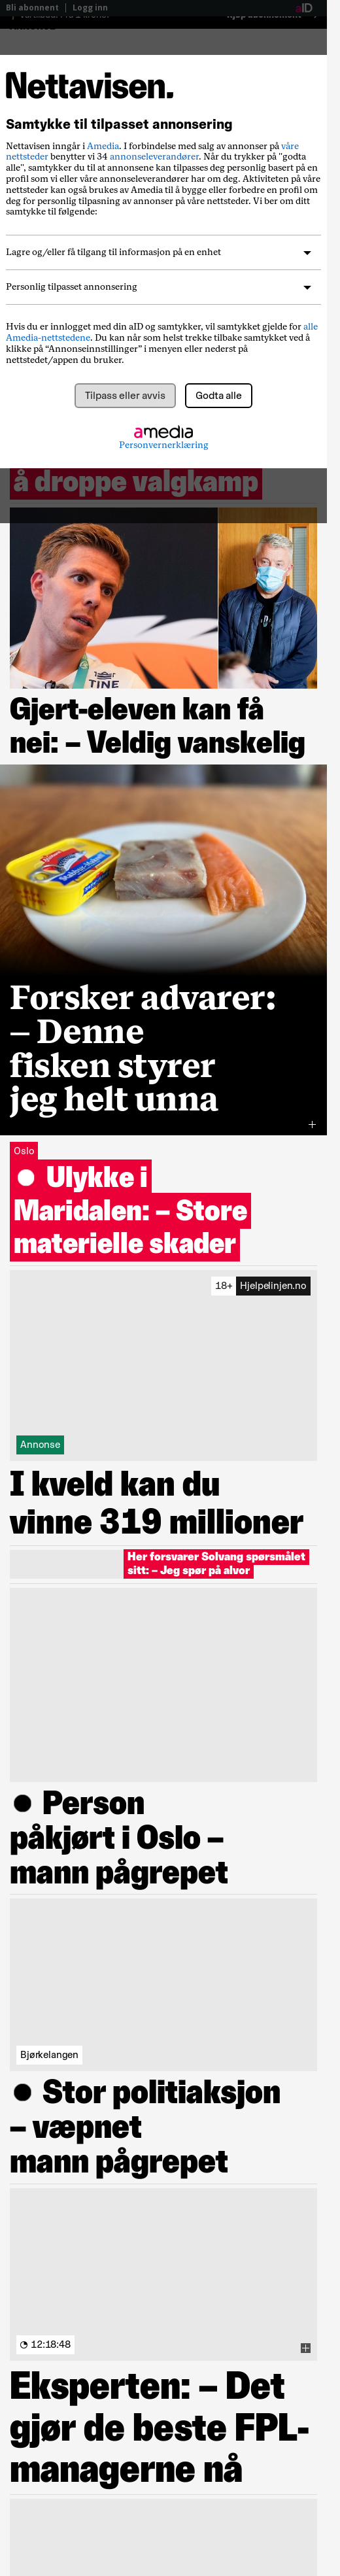 Bli abonnent | Logg inn
aID
Nettavisen.
Samtykke til tilpasset annonsering
Nettavisen inngår i Amedia. I forbindelse med salg av annonser på våre
nettsteder benytter vi 34 annonseleverandører. Når du trykker på "godta
alle", samtykker du til at annonsene kan tilpasses deg personlig basert på en
profil som vi eller våre annonseleverandører har om deg. Aktiviteten på våre
nettsteder kan også brukes av Amedia til å bygge eller forbedre en profil om
deg for personlig tilpasning av annonser på våre nettsteder. Vi ber om ditt
samtykke til følgende:
Lagre og/eller få tilgang til informasjon på en enhet
Personlig tilpasset annonsering
Hvis du er innlogget med din aID og samtykker, vil samtykket gjelde for alle
Amedia-nettstedene. Du kan når som helst trekke tilbake samtykket ved å
klikke på “Annonseinnstillinger” i menyen eller nederst på
nettstedet/appen du bruker.
Tilpass eller avvis
Godta alle
amedia
Personvernerklæring
å droppe valgkamp
TINE
Gjert-eleven kan få
nei: – Veldig vanskelig
Forsker advarer:
– Denne
fisken styrer
jeg helt unna
Oslo
Ulykke i
Maridalen: – Store
materielle skader
18+ Hjelpelinjen.no
Annonse
I kveld kan du
vinne 319 millioner
Her forsvarer Solvang spørsmålet
sitt: – Jeg spør på alvor
Person
påkjørt i Oslo –
mann pågrepet
Bjørkelangen
Stor politiaksjon
– væpnet
mann pågrepet
12:18:48
Eksperten: – Det
gjør de beste FPL-
managerne nå